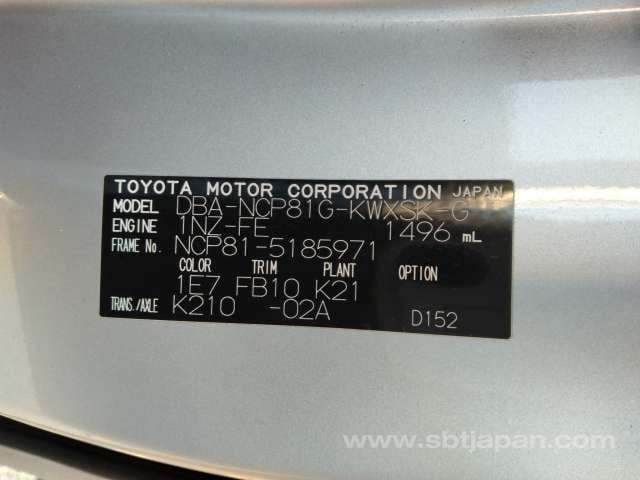 TOYOTA MOTOR CORPORATION JAPAN
MODEL DBA-NCP81G-KWXSK-G
ENGINE 1NZ-FE 1496 mL
FRAME No. NCP81-5185971
COLOR TRIM PLANT OPTION
1E7 FB10 K21
TRANS./AXLE K210 -02A D152
www.sbtjapan.com